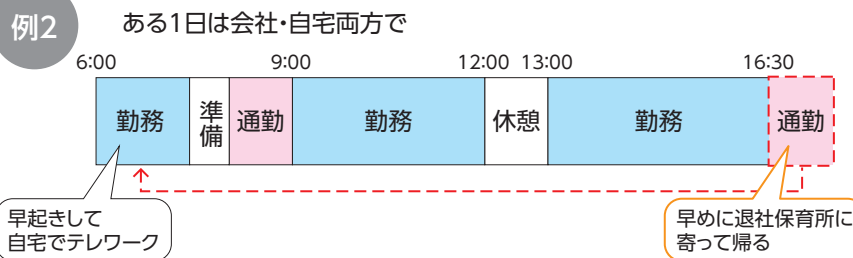 例2
ある1日は会社・自宅両方で
6:00 9:00 12:00 13:00 16:30
勤務 準備 通勤 勤務 休憩 勤務 通勤
早起きして
自宅でテレワーク
早めに退社保育所に
寄って帰る